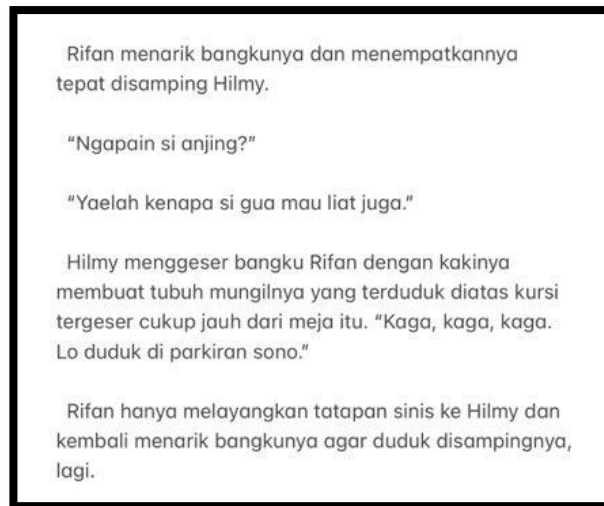 Rifan menarik bangkunya dan menempatkannya
tepat disamping Hilmy.
“Ngapain si anjing?”
“Yaelah kenapa si gua mau liat juga.”
Hilmy menggeser bangku Rifan dengan kakinya
membuat tubuh mungilnya yang terduduk diatas kursi
tergeser cukup jauh dari meja itu. “Kaga, kaga, kaga.
Lo duduk di parkiran sono.”
Rifan hanya melayangkan tatapan sinis ke Hilmy dan
kembali menarik bangkunya agar duduk disampingnya,
lagi.